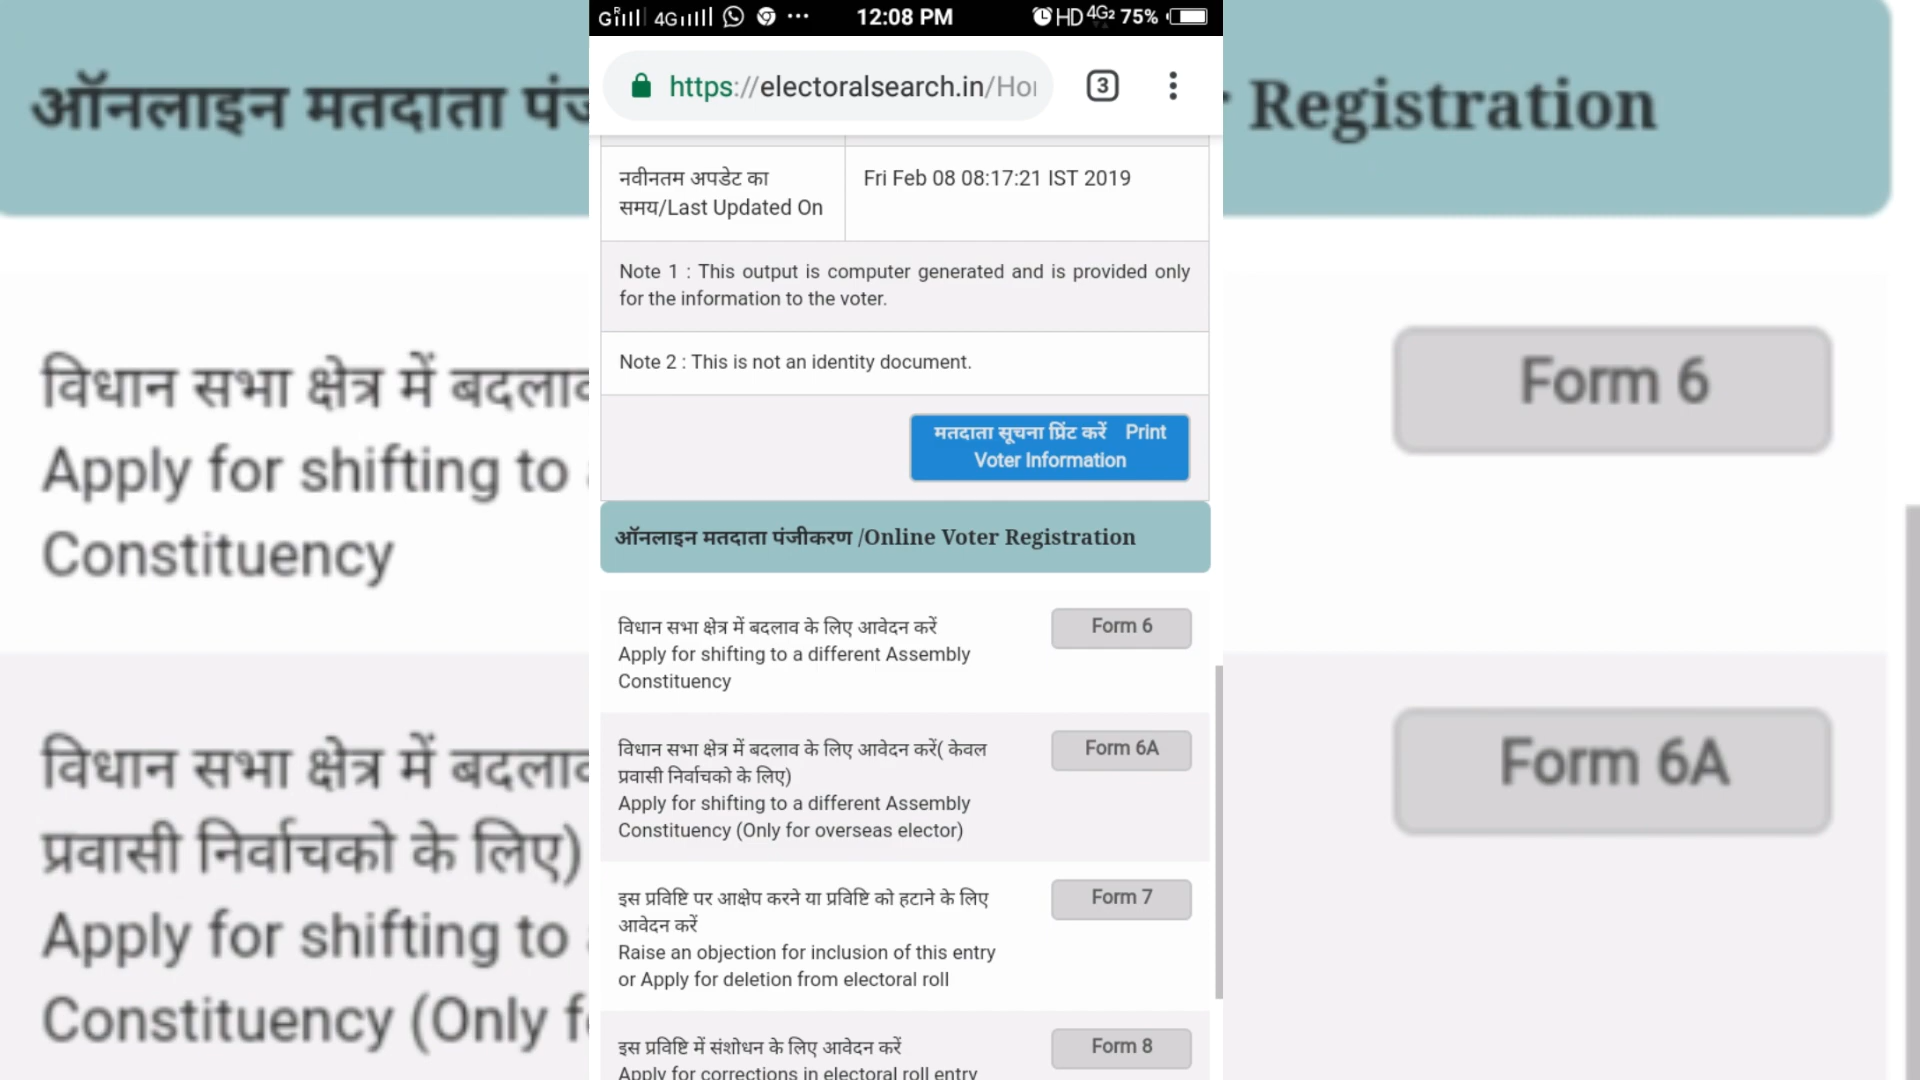 12:08 PM
HD 4G2 75%
https://electoralsearch.in/Ho
3
नवीनतम अपडेट का
समय/Last Updated On
Fri Feb 08 08:17:21 IST 2019
Note 1 : This output is computer generated and is provided only
for the information to the voter.
Note 2 : This is not an identity document.
मतदाता सूचना प्रिंट करें Print
Voter Information
ऑनलाइन मतदाता पंजीकरण /Online Voter Registration
विधान सभा क्षेत्र में बदलाव के लिए आवेदन करें
Apply for shifting to a different Assembly
Constituency
Form 6
विधान सभा क्षेत्र में बदलाव के लिए आवेदन करें( केवल
प्रवासी निर्वाचको के लिए)
Apply for shifting to a different Assembly
Constituency (Only for overseas elector)
Form 6A
इस प्रविष्टि पर आक्षेप करने या प्रविष्टि को हटाने के लिए
आवेदन करें
Raise an objection for inclusion of this entry
or Apply for deletion from electoral roll
Form 7
इस प्रविष्टि में संशोधन के लिए आवेदन करें
Apply for corrections in electoral roll entry
Form 8
ऑनलाइन मतदाता
Registration
विधान सभा क्षेत्र में
Apply for shifting to
Constituency
Form 6
विधान सभा क्षेत्र में
प्रवासी निर्वाचको के लिए)
Apply for shifting to
Constituency (Only
Form 6A